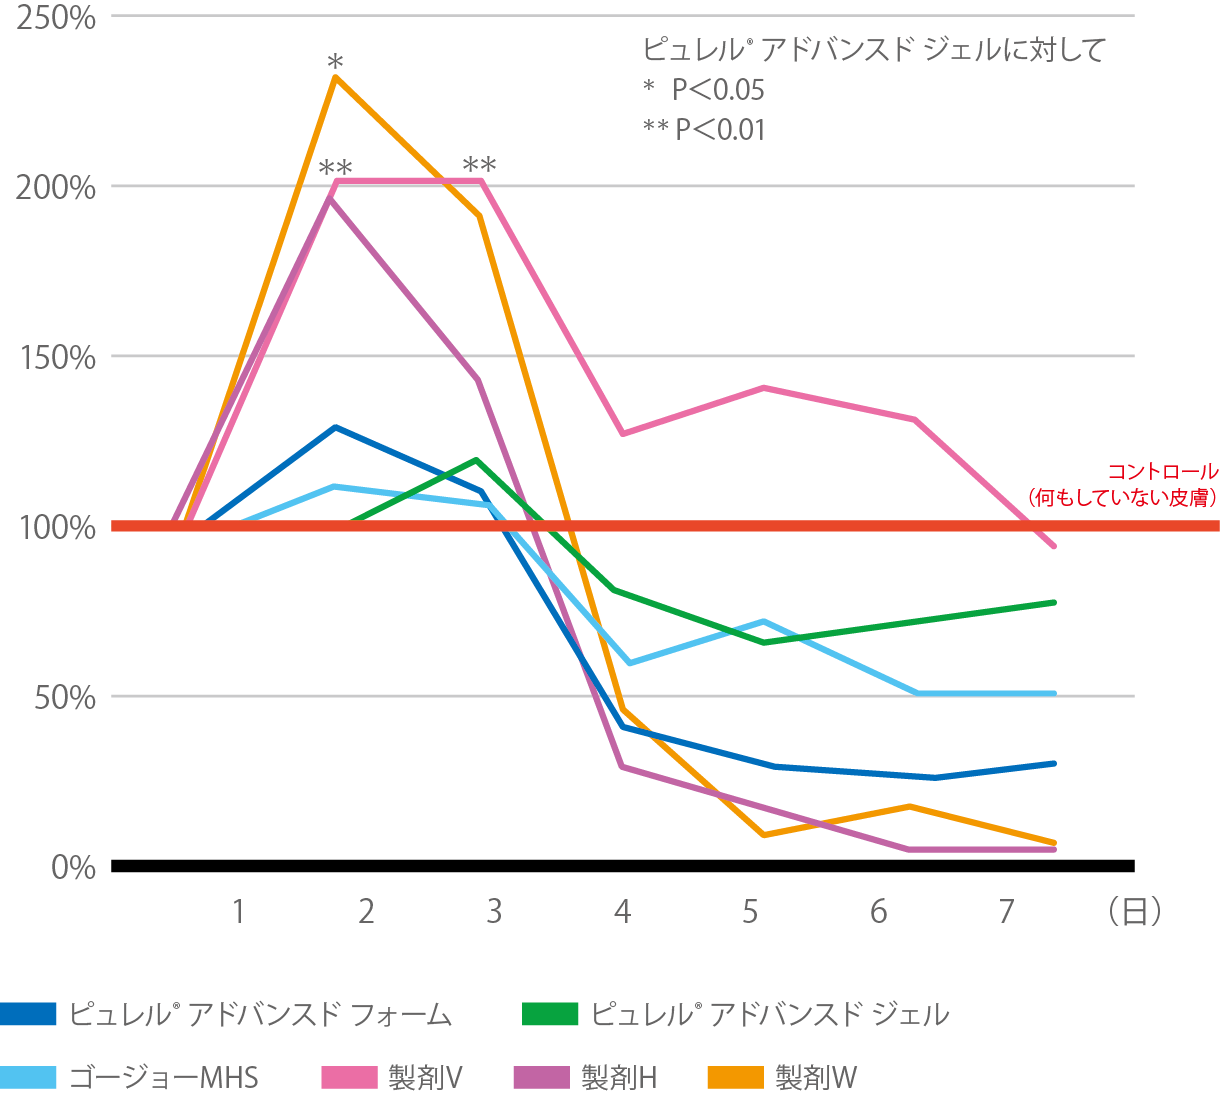 250%
ピュレル® アドバンスド ジェルに対して
* P＜0.05
** P＜0.01
*
**
**
200%
150%
コントロール
（何もしていない皮膚）
100%
50%
0%
1 2 3 4 5 6 7 （日）
ピュレル® アドバンスド フォーム ピュレル® アドバンスド ジェル
ゴージョーMHS 製剤V 製剤H 製剤W